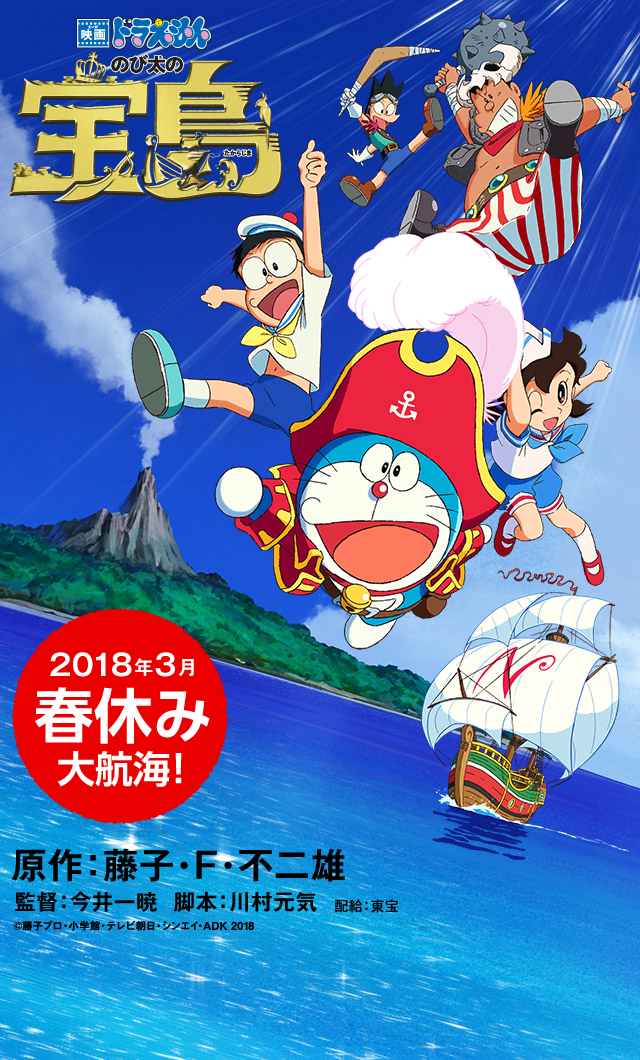 映画 ドラえもん
のび太の
宝島
たからじま
N
2018年3月
春休み
大航海!
原作:藤子・F・不二雄
監督:今井一暁 脚本:川村元気 配給:東宝
©藤子プロ・小学館・テレビ朝日・シンエイ・ADK 2018